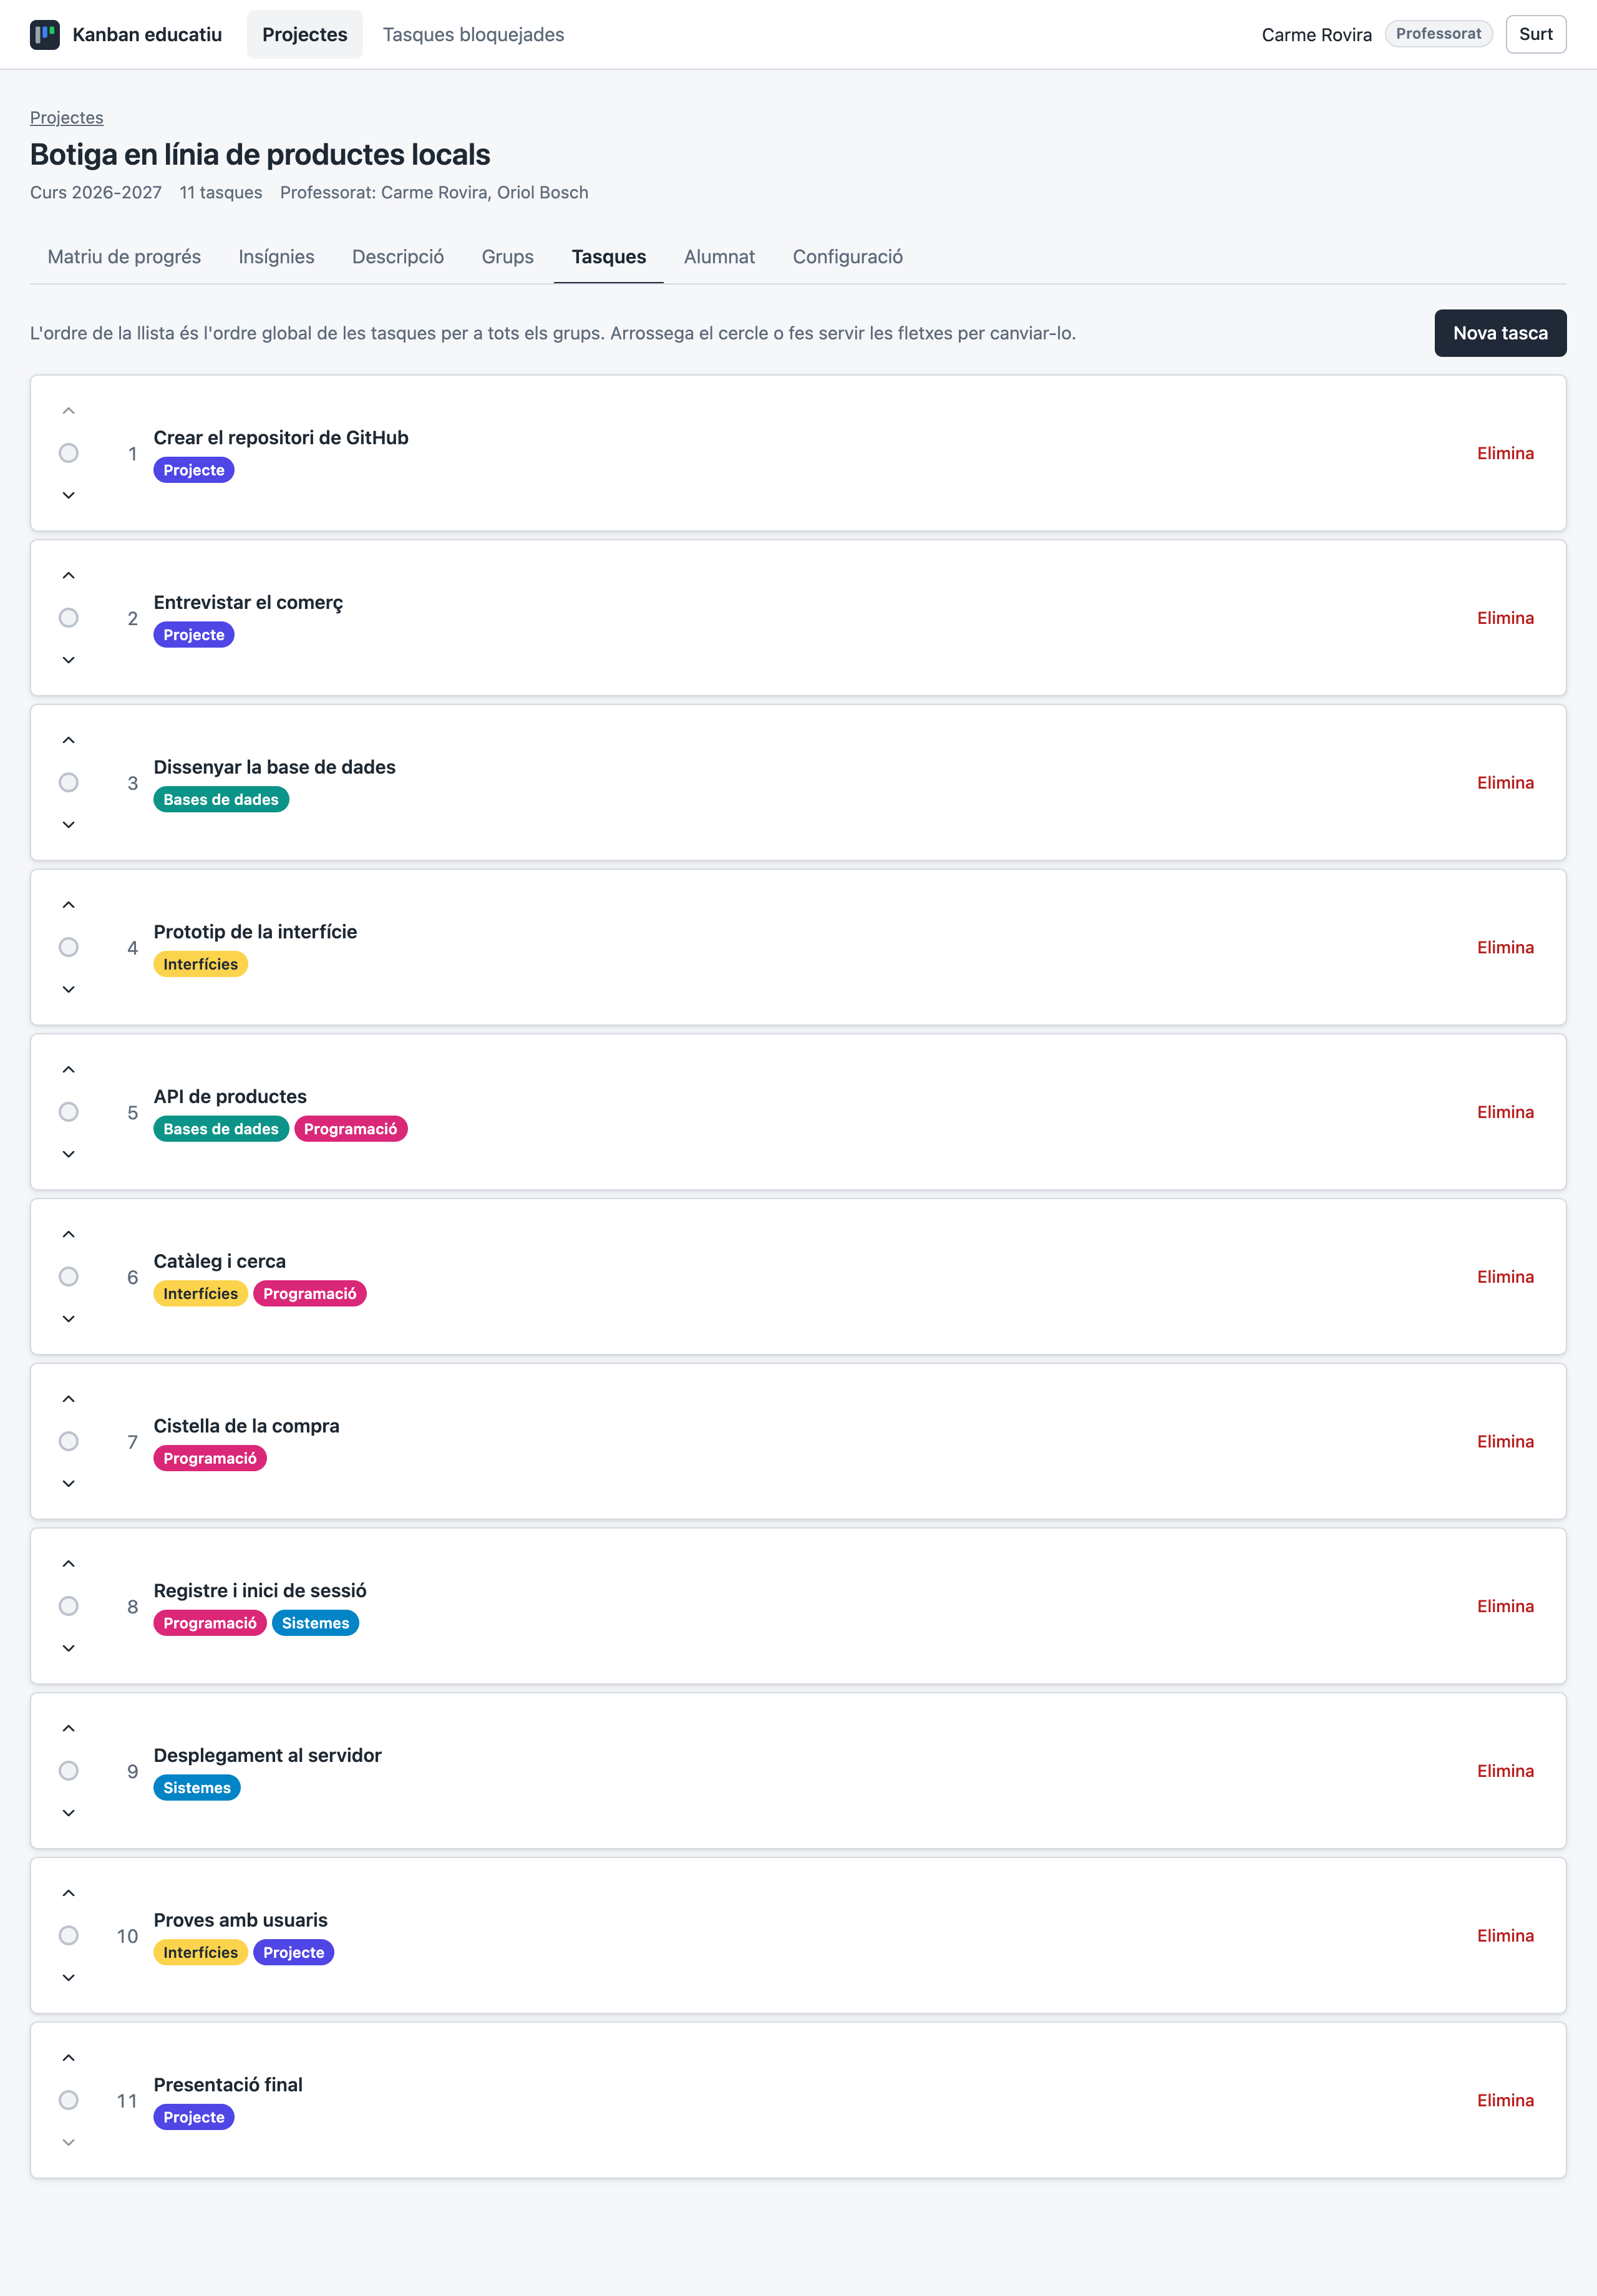 Kanban educatiu Projectes Tasques bloquejades Carme Rovira Professorat Surt
Projectes
Botiga en línia de productes locals
Curs 2026-2027 11 tasques Professorat: Carme Rovira, Oriol Bosch
Matriu de progrés Insígnies Descripció Grups Tasques Alumnat Configuració
L'ordre de la llista és l'ordre global de les tasques per a tots els grups. Arrossega el cercle o fes servir les fletxes per canviar-lo. Nova tasca
Crear el repositori de GitHub
1 Elimina
Projecte
Entrevistar el comerç
2 Elimina
Projecte
Dissenyar la base de dades
3 Elimina
Bases de dades
Prototip de la interfície
4 Elimina
Interfícies
API de productes
5 Elimina
Bases de dades Programació
Catàleg i cerca
6 Elimina
Interfícies Programació
Cistella de la compra
7 Elimina
Programació
Registre i inici de sessió
8 Elimina
Programació Sistemes
Desplegament al servidor
9 Elimina
Sistemes
Proves amb usuaris
10 Elimina
Interfícies Projecte
Presentació final
11 Elimina
Projecte